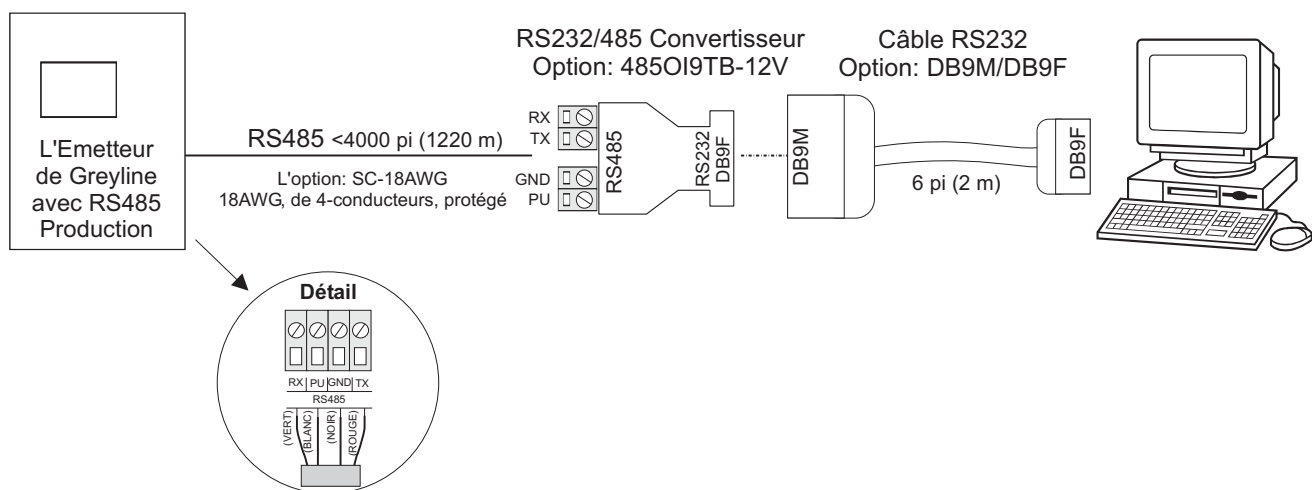 RS232/485 Convertisseur
Option: 485OI9TB-12V
Câble RS232
Option: DB9M/DB9F
L'Emetteur
de Greyline
avec RS485
Production
RS485 <4000 pi (1220 m)
L'option: SC-18AWG
18AWG, de 4-conducteurs, protégé
RX
TX
GND
PU
RS485
RS232
DB9F
DB9M
6 pi (2 m)
DB9F
Détail
RX PU GND TX
RS485
(VERT)
(BLANC)
(NOIR)
(ROUGE)